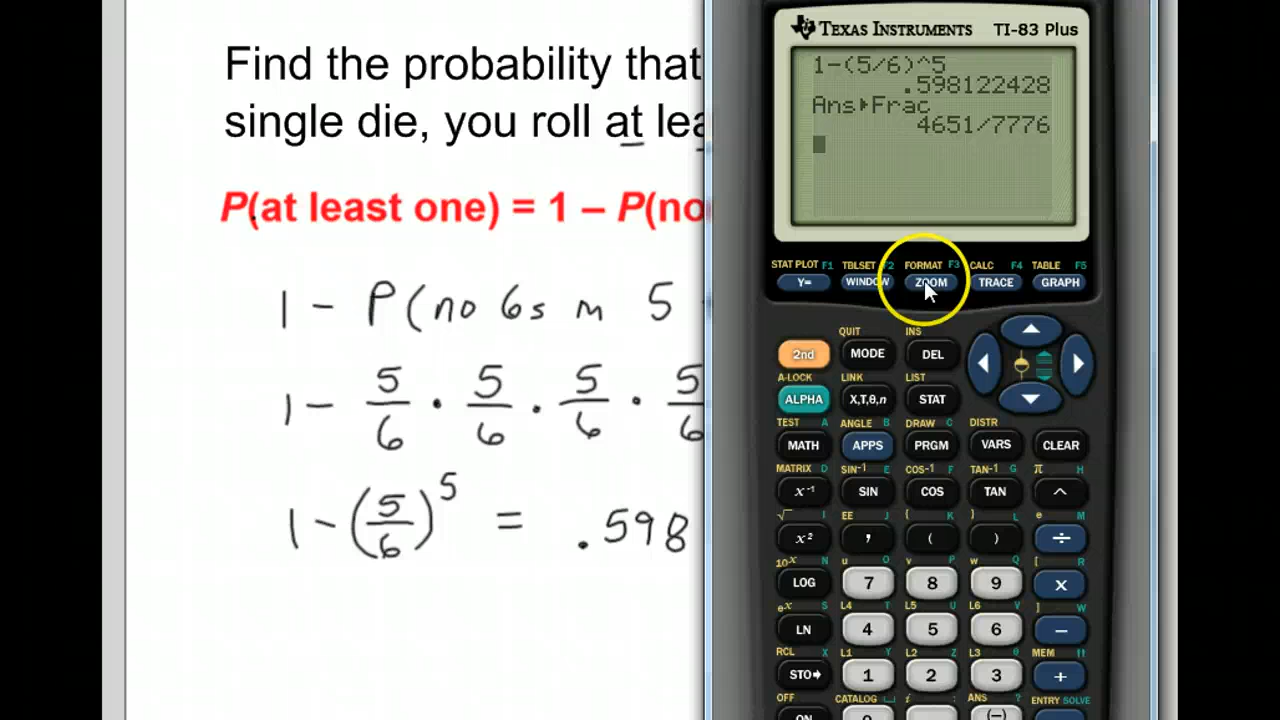 Find the probability that
single die, you roll at lea
P(at least one) = 1 – P(no
1 - P(no 6s in 5
1 - 5/6 · 5/6 · 5/6 · 5/6
1 - (5/6)^5 = .598
TEXAS INSTRUMENTS TI-83 Plus
1-(5/6)^5
.598122428
Ans▸Frac
4651/7776
STAT PLOT F1 TBLSET F2 FORMAT F3 CALC F4 TABLE F5
Y= WINDOW ZOOM TRACE GRAPH
QUIT INS
2nd MODE DEL
A-LOCK LINK LIST
ALPHA X,T,θ,n STAT
TEST A ANGLE B DRAW C DISTR
MATH APPS PRGM VARS CLEAR
MATRIX D SIN⁻¹ E COS⁻¹ F TAN⁻¹ G π H
x⁻¹ SIN COS TAN ^
√ I EE J { K } L e M
x² , ( ) ÷
10ˣ N u O v P w Q [ R
LOG 7 8 9 x
eˣ S L4 T L5 U L6 V ] W
LN 4 5 6 −
RCL X L1 Y L2 Z L3 θ MEM "
STO➔ 1 2 3 +
OFF CATALOG i : ANS ? ENTRY SOLVE
ON 0 (−)